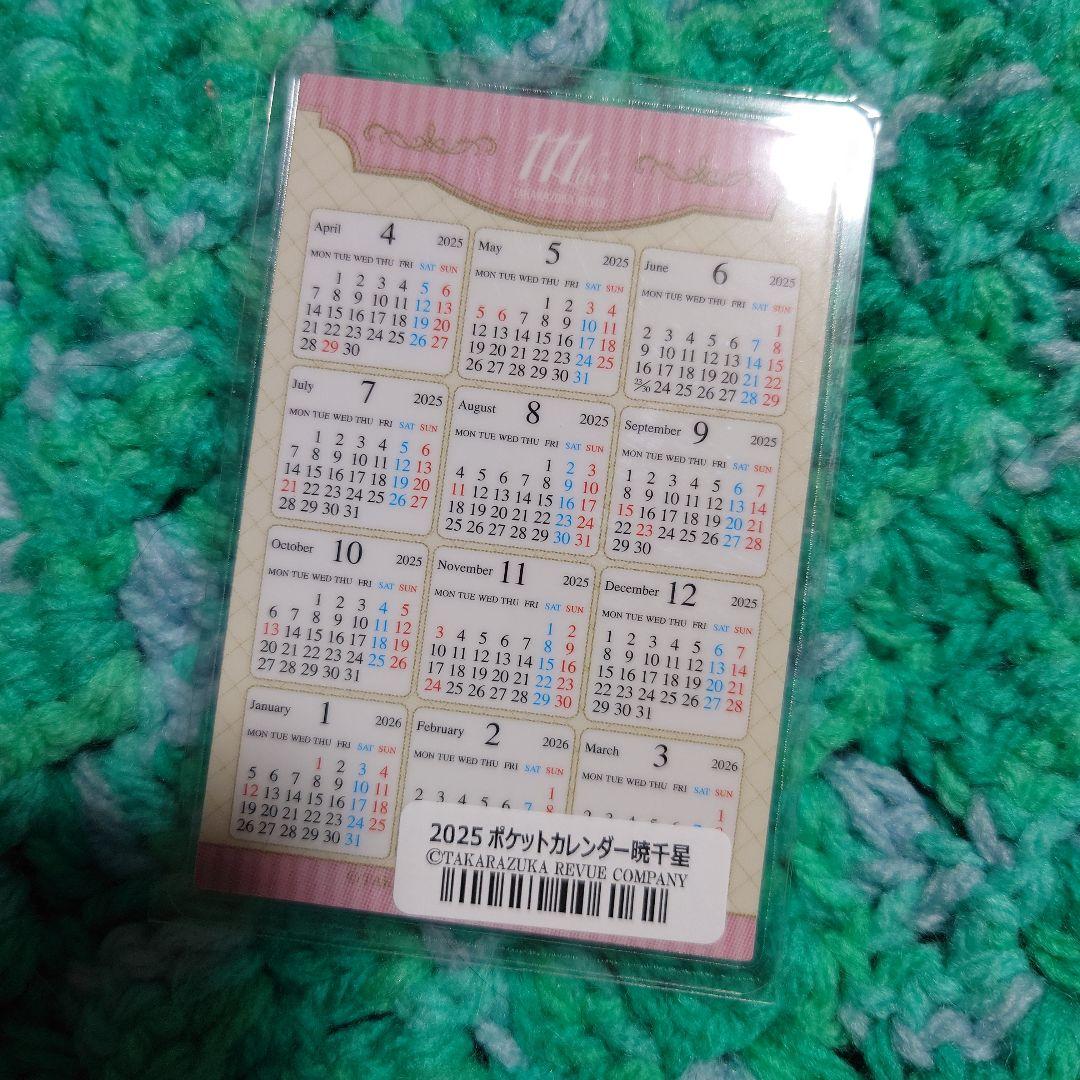 111
TAKARAZUKA REVUE
April 4 2025
MON TUE WED THU FRI SAT SUN
1 2 3 4 5 6
7 8 9 10 11 12 13
14 15 16 17 18 19 20
21 22 23 24 25 26 27
28 29 30
May 5 2025
MON TUE WED THU FRI SAT SUN
1 2 3 4
5 6 7 8 9 10 11
12 13 14 15 16 17 18
19 20 21 22 23 24 25
26 27 28 29 30 31
June 6 2025
MON TUE WED THU FRI SAT SUN
1
2 3 4 5 6 7 8
9 10 11 12 13 14 15
16 17 18 19 20 21 22
23/30 24 25 26 27 28 29
July 7 2025
MON TUE WED THU FRI SAT SUN
1 2 3 4 5 6
7 8 9 10 11 12 13
14 15 16 17 18 19 20
21 22 23 24 25 26 27
28 29 30 31
August 8 2025
MON TUE WED THU FRI SAT SUN
1 2 3
4 5 6 7 8 9 10
11 12 13 14 15 16 17
18 19 20 21 22 23 24
25 26 27 28 29 30 31
September 9 2025
MON TUE WED THU FRI SAT SUN
1 2 3 4 5 6 7
8 9 10 11 12 13 14
15 16 17 18 19 20 21
22 23 24 25 26 27 28
29 30
October 10 2025
MON TUE WED THU FRI SAT SUN
1 2 3 4 5
6 7 8 9 10 11 12
13 14 15 16 17 18 19
20 21 22 23 24 25 26
27 28 29 30 31
November 11 2025
MON TUE WED THU FRI SAT SUN
1 2
3 4 5 6 7 8 9
10 11 12 13 14 15 16
17 18 19 20 21 22 23
24 25 26 27 28 29 30
December 12 2025
MON TUE WED THU FRI SAT SUN
1 2 3 4 5 6 7
8 9 10 11 12 13 14
15 16 17 18 19 20 21
22 23 24 25 26 27 28
29 30 31
January 1 2026
MON TUE WED THU FRI SAT SUN
1 2 3 4
5 6 7 8 9 10 11
12 13 14 15 16 17 18
19 20 21 22 23 24 25
26 27 28 29 30 31
February 2 2026
MON TUE WED THU FRI SAT SUN
1
2 3 4 5 6 7 8
March 3 2026
MON TUE WED THU FRI SAT SUN
1
2025 ポケットカレンダー暁千星
©TAKARAZUKA REVUE COMPANY
©TAK